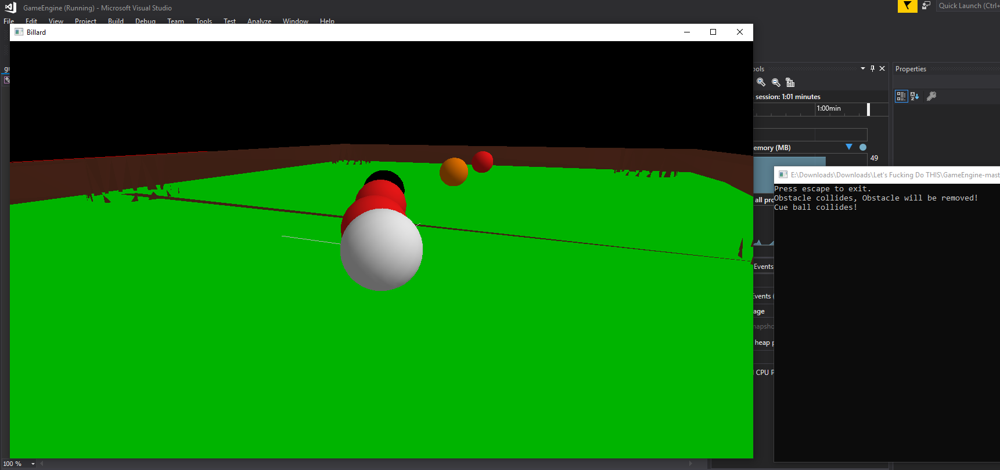 GameEngine (Running) - Microsoft Visual Studio
Quick Launch (Ctrl+
File Edit View Project Build Debug Team Tools Test Analyze Window Help
Billard
ools
Properties
session: 1:01 minutes
1:00min
emory (MB)
49
E:\Downloads\Downloads\Let's Fucking Do THIS\GameEngine-mast
Press escape to exit.
Obstacle collides, Obstacle will be removed!
Cue ball collides!
all pro
Events
Events (
age
napsho
heap p
CPU P
100 %